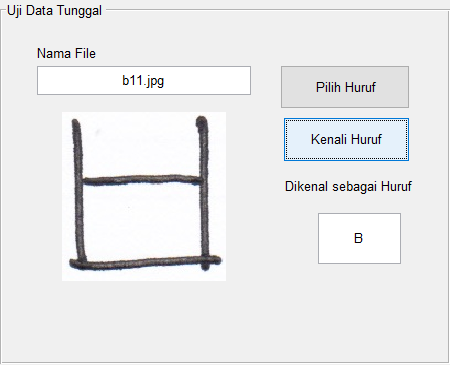 Uji Data Tunggal
Nama File
b11.jpg
ㅂ
Pilih Huruf
Kenali Huruf
Dikenal sebagai Huruf
B